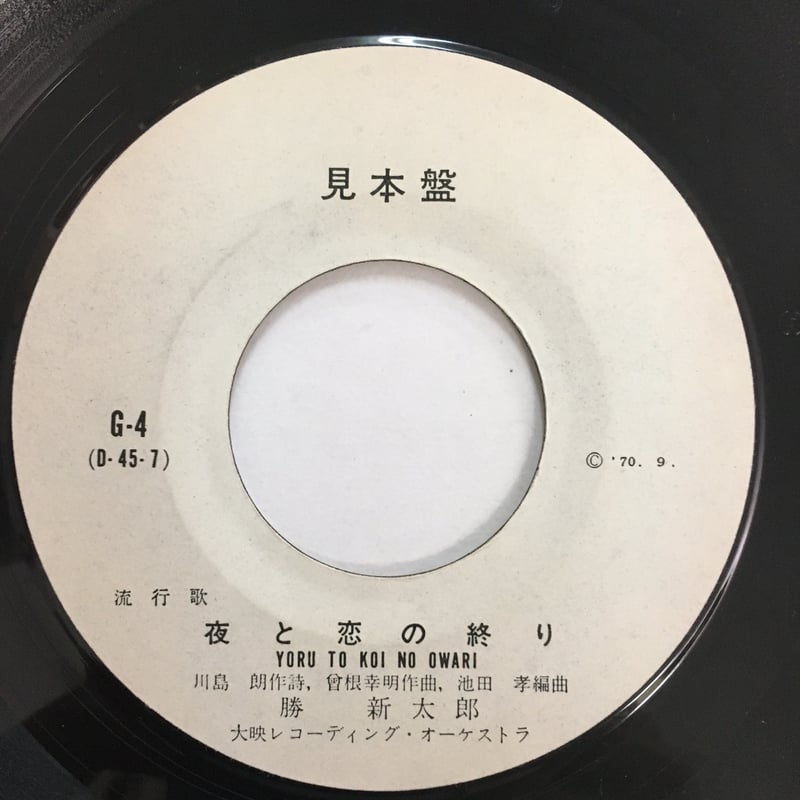 見本盤
G-4
(D-45-7)
© '70. 9.
流行歌
夜と恋の終り
YORU TO KOI NO OWARI
川島 朗作詩, 曾根幸明作曲, 池田 孝編曲
勝 新太郎
大映レコーディング・オーケストラ